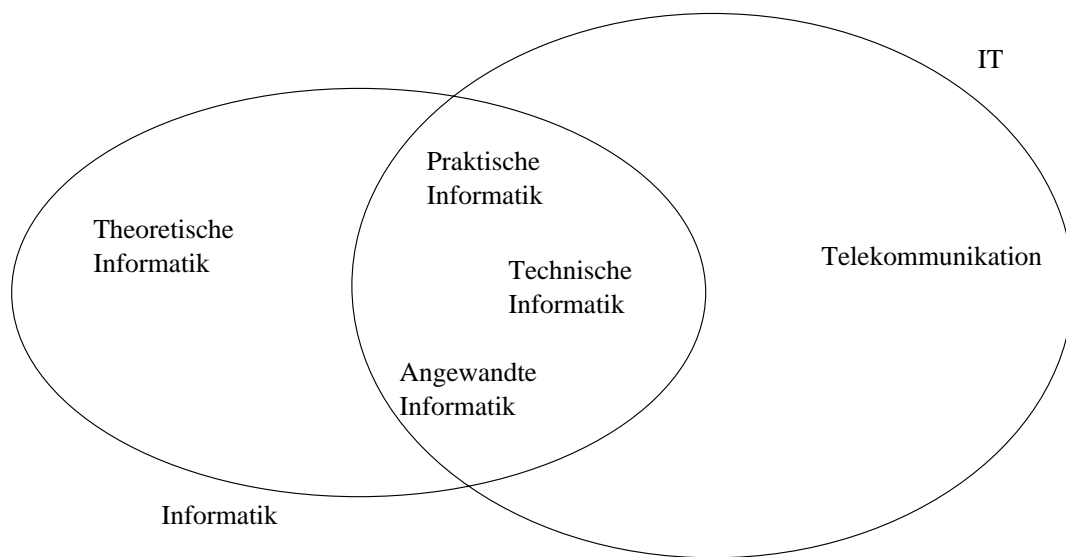 IT
Praktische
Informatik
Theoretische
Informatik
Telekommunikation
Technische
Informatik
Angewandte
Informatik
Informatik